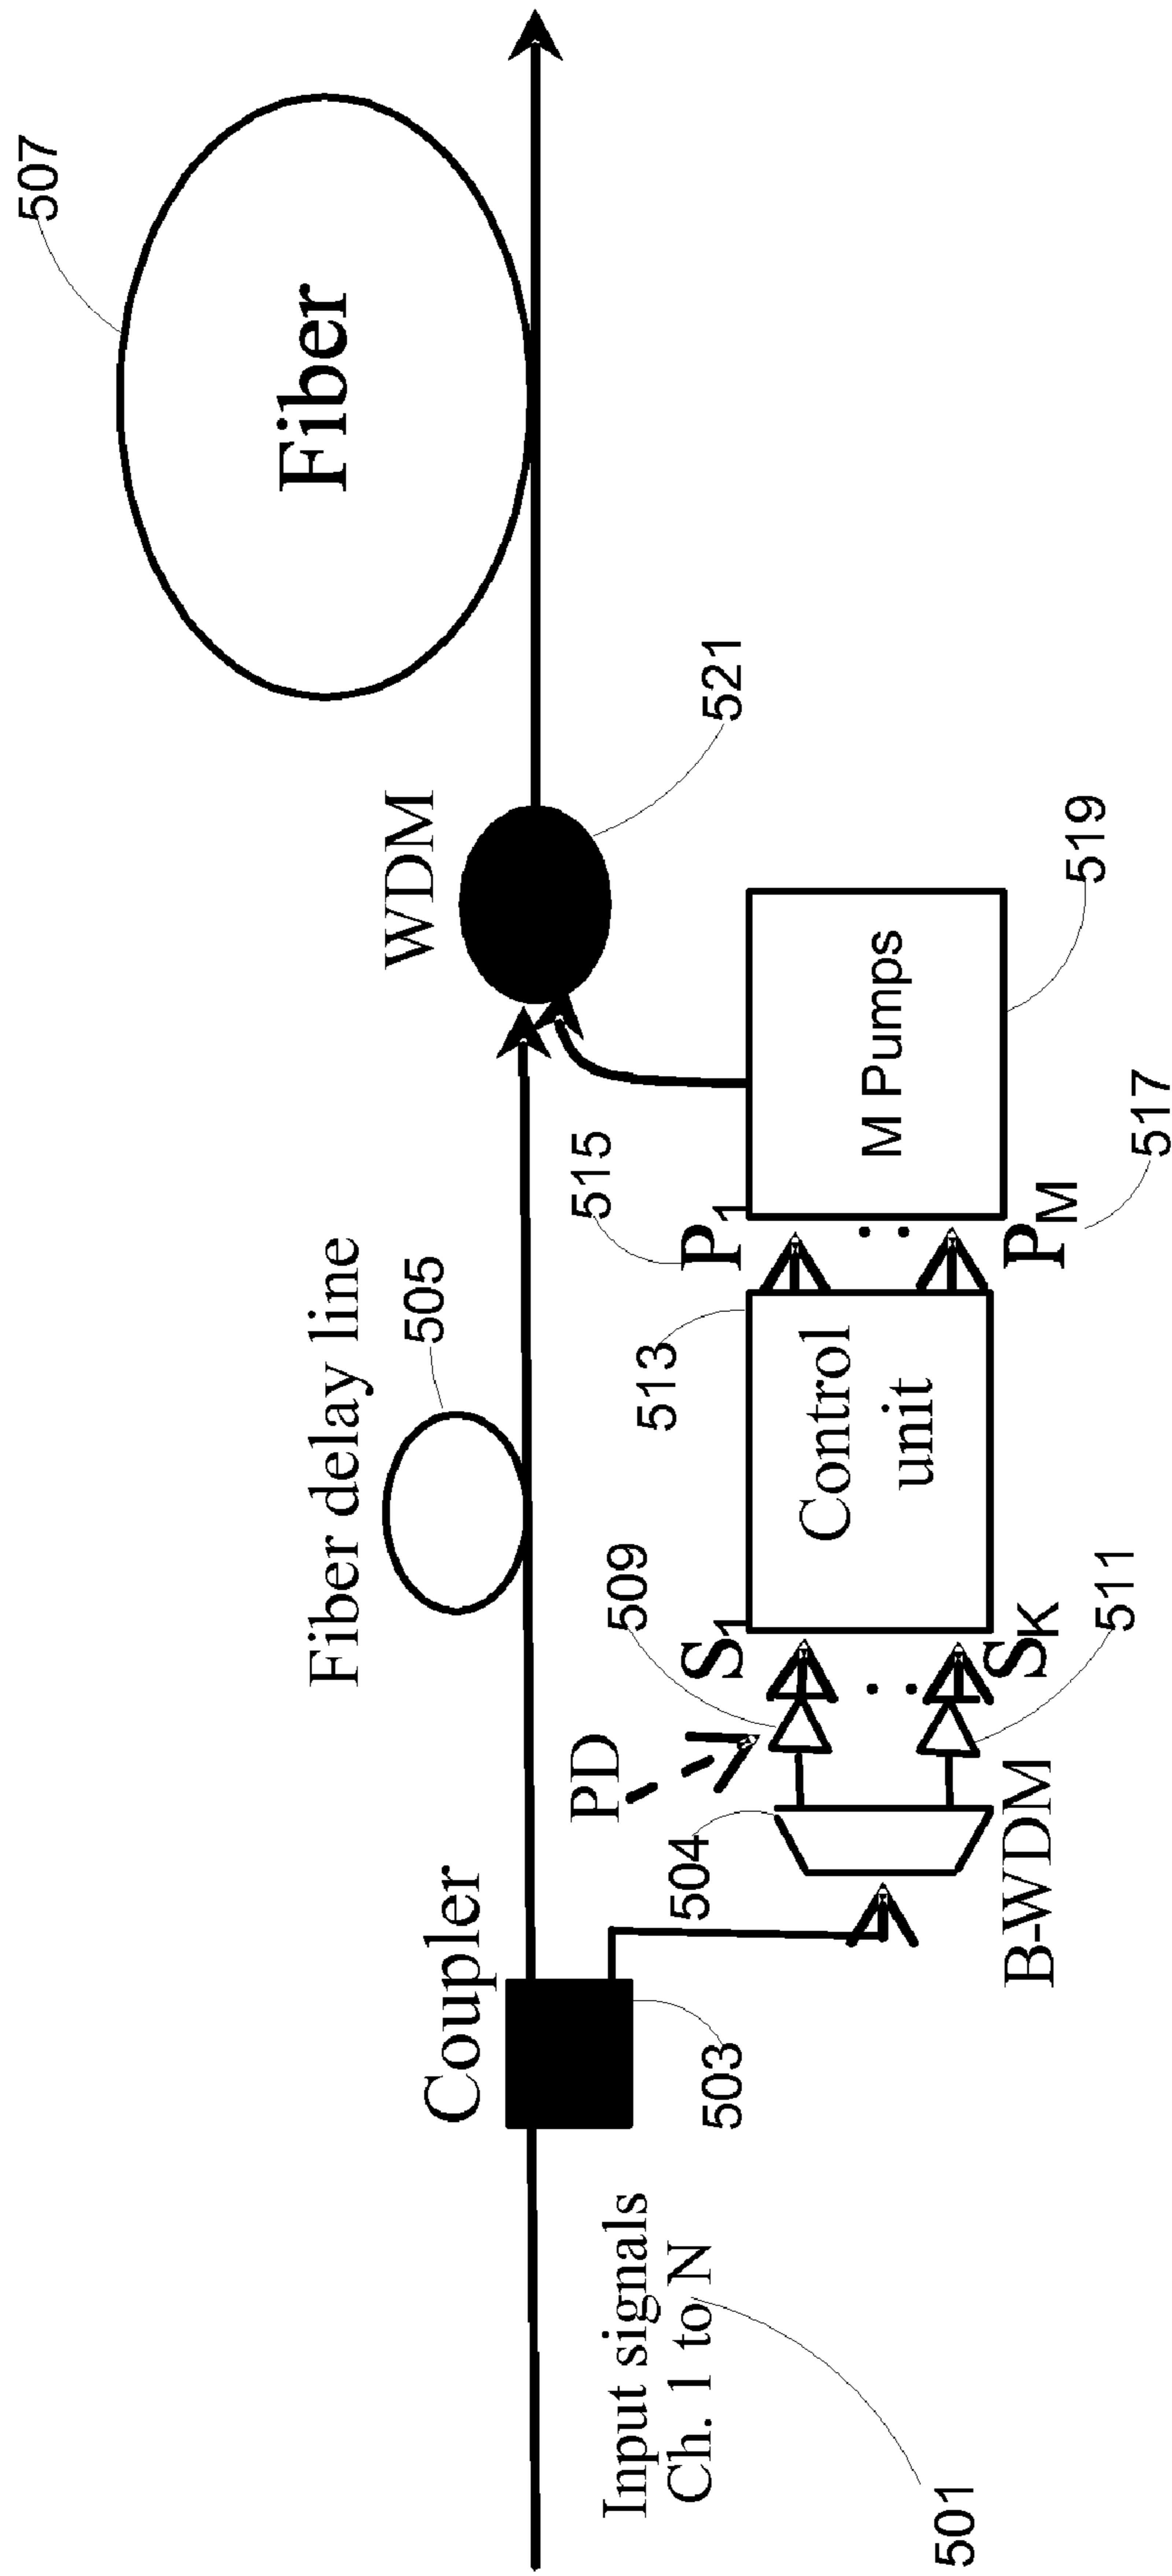 507
Fiber
WDM
521
Fiber delay line
505
515
P1
M Pumps
519
PM
517
513
Control
unit
PD
509
S1
SK
511
Coupler
504
B-WDM
503
Input signals
Ch. 1 to N
501